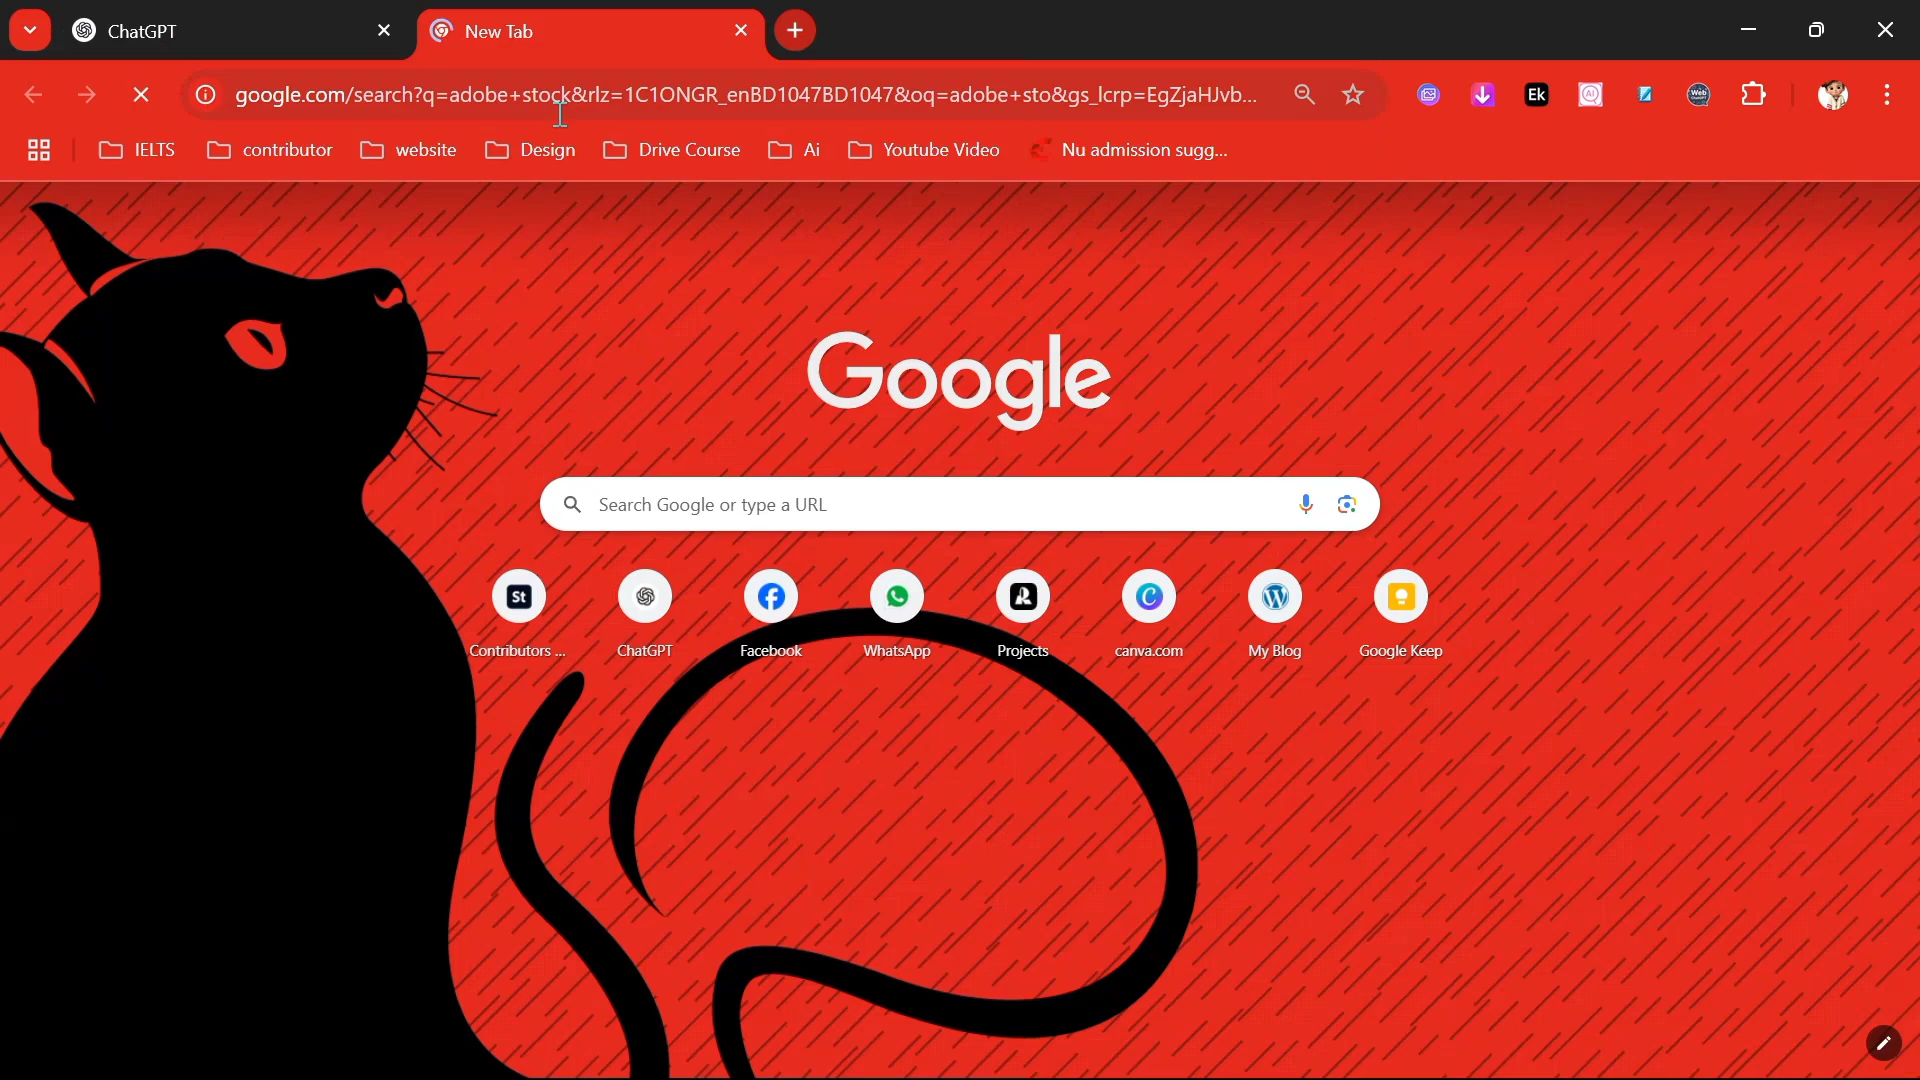 ChatGPT
New Tab
google.com/search?q=adobe+stock&rlz=1C1ONGR_enBD1047BD1047&oq=adobe+sto&gs_lcrp=EgZjaHJvb...
Ek
AI
Web
IELTS
contributor
website
Design
Drive Course
Ai
Youtube Video
Nu admission sugg...
Google
Search Google or type a URL
St
Contributors ...
ChatGPT
Facebook
WhatsApp
Projects
canva.com
My Blog
Google Keep